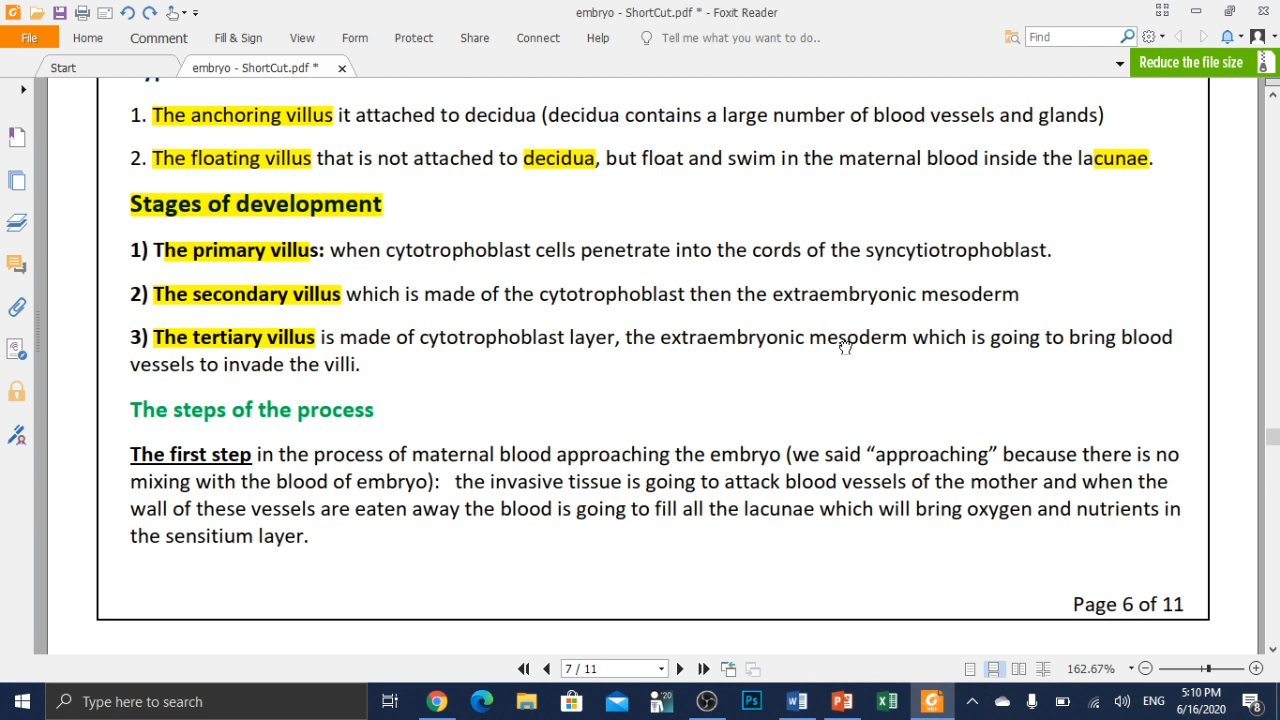 embryo - ShortCut.pdf * - Foxit Reader
File Home Comment Fill & Sign View Form Protect Share Connect Help Tell me what you want to do.. Find
Start embryo - ShortCut.pdf * Reduce the file size
1. The anchoring villus it attached to decidua (decidua contains a large number of blood vessels and glands)
2. The floating villus that is not attached to decidua, but float and swim in the maternal blood inside the lacunae.
Stages of development
1) The primary villus: when cytotrophoblast cells penetrate into the cords of the syncytiotrophoblast.
2) The secondary villus which is made of the cytotrophoblast then the extraembryonic mesoderm
3) The tertiary villus is made of cytotrophoblast layer, the extraembryonic mesoderm which is going to bring blood
vessels to invade the villi.
The steps of the process
The first step in the process of maternal blood approaching the embryo (we said “approaching” because there is no
mixing with the blood of embryo): the invasive tissue is going to attack blood vessels of the mother and when the
wall of these vessels are eaten away the blood is going to fill all the lacunae which will bring oxygen and nutrients in
the sensitium layer.
Page 6 of 11
7 / 11 162.67%
Type here to search ENG 5:10 PM
6/16/2020 8